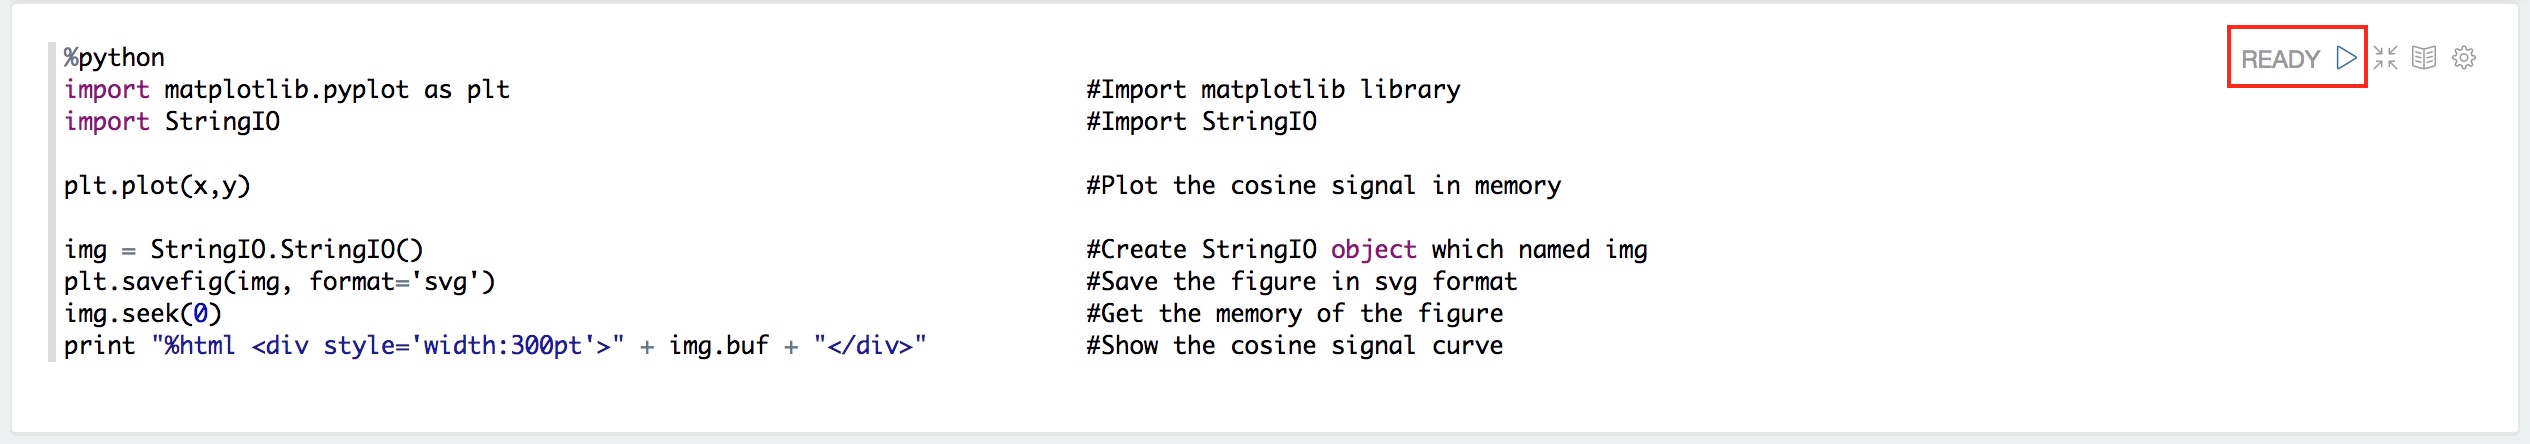 %python READY
import matplotlib.pyplot as plt #Import matplotlib library
import StringIO #Import StringIO
plt.plot(x,y) #Plot the cosine signal in memory
img = StringIO.StringIO() #Create StringIO object which named img
plt.savefig(img, format='svg') #Save the figure in svg format
img.seek(0) #Get the memory of the figure
print "%html <div style='width:300pt'>" + img.buf + "</div>" #Show the cosine signal curve